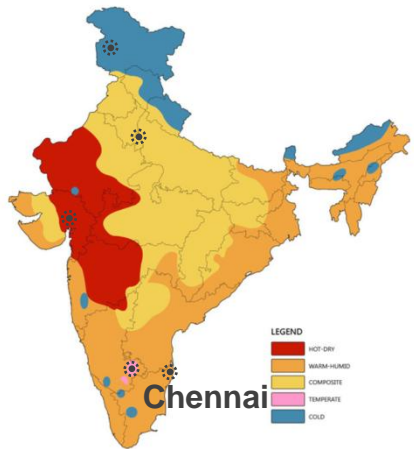 LEGEND
HOT-DRY
WARM-HUMID
COMPOSITE
TEMPERATE
COLD
Chennai